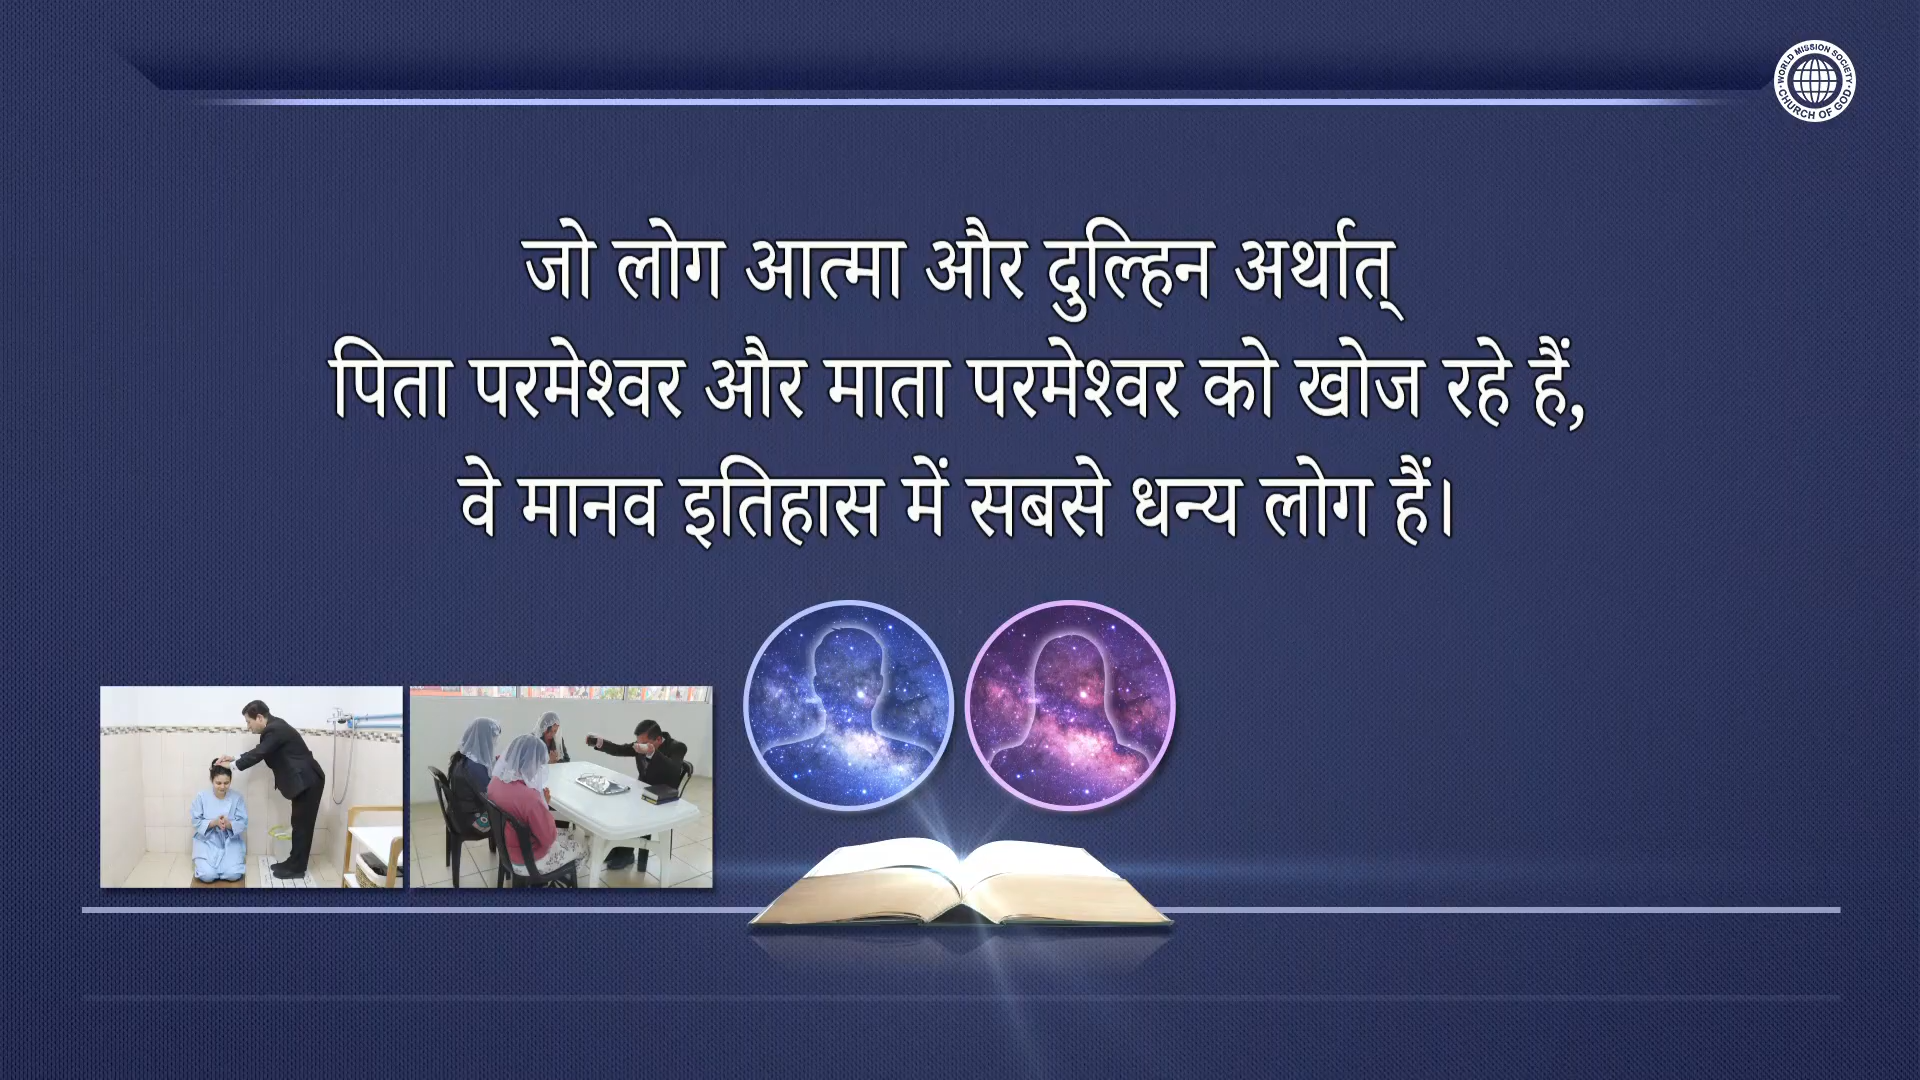 जो लोग आत्मा और दुल्हिन अर्थात्
पिता परमेश्वर और माता परमेश्वर को खोज रहे हैं,
वे मानव इतिहास में सबसे धन्य लोग हैं।
WORLD MISSION SOCIETY
CHURCH OF GOD